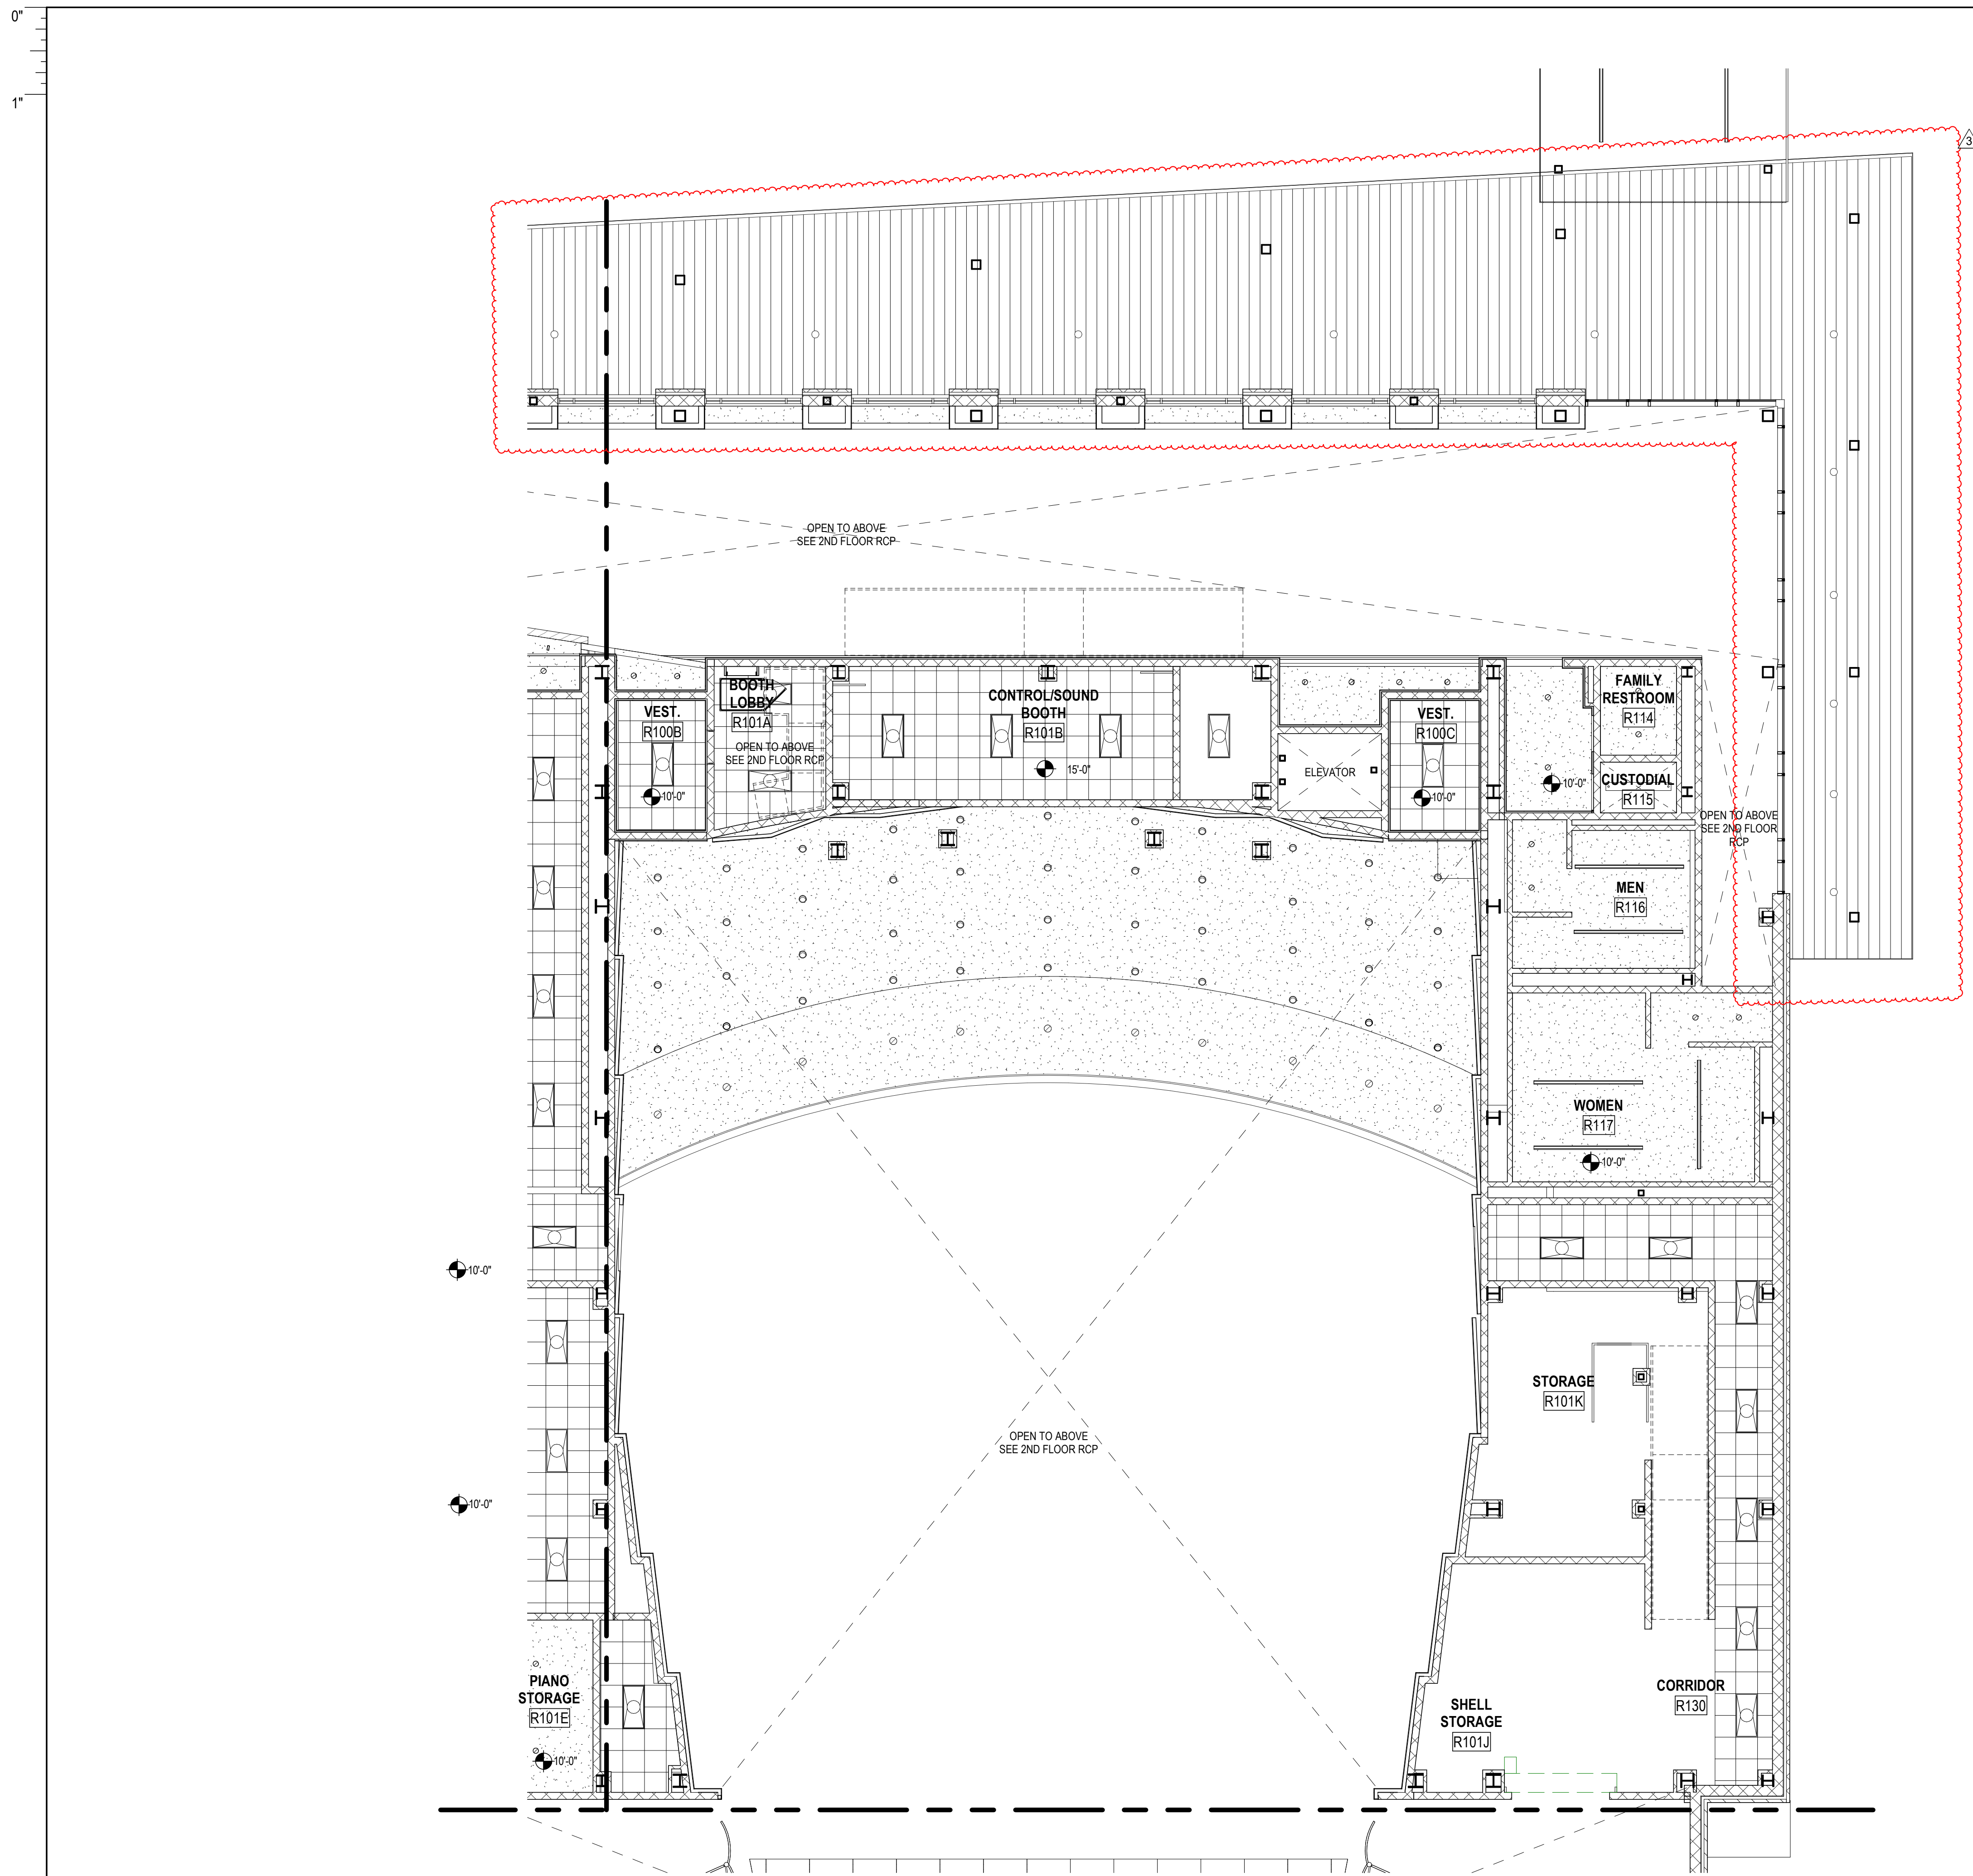 0"
1"
3
OPEN TO ABOVE
SEE 2ND FLOOR RCP
BOOTH
LOBBY
R101A
OPEN TO ABOVE
SEE 2ND FLOOR RCP
VEST.
R100B
10'-0"
CONTROL/SOUND
BOOTH
R101B
15'-0"
ELEVATOR
VEST.
R100C
10'-0"
10'-0"
FAMILY
RESTROOM
R114
CUSTODIAL
R115
OPEN TO ABOVE
SEE 2ND FLOOR
RCP
MEN
R116
WOMEN
R117
10'-0"
10'-0"
STORAGE
R101K
OPEN TO ABOVE
SEE 2ND FLOOR RCP
10'-0"
PIANO
STORAGE
R101E
10'-0"
SHELL
STORAGE
R101J
CORRIDOR
R130